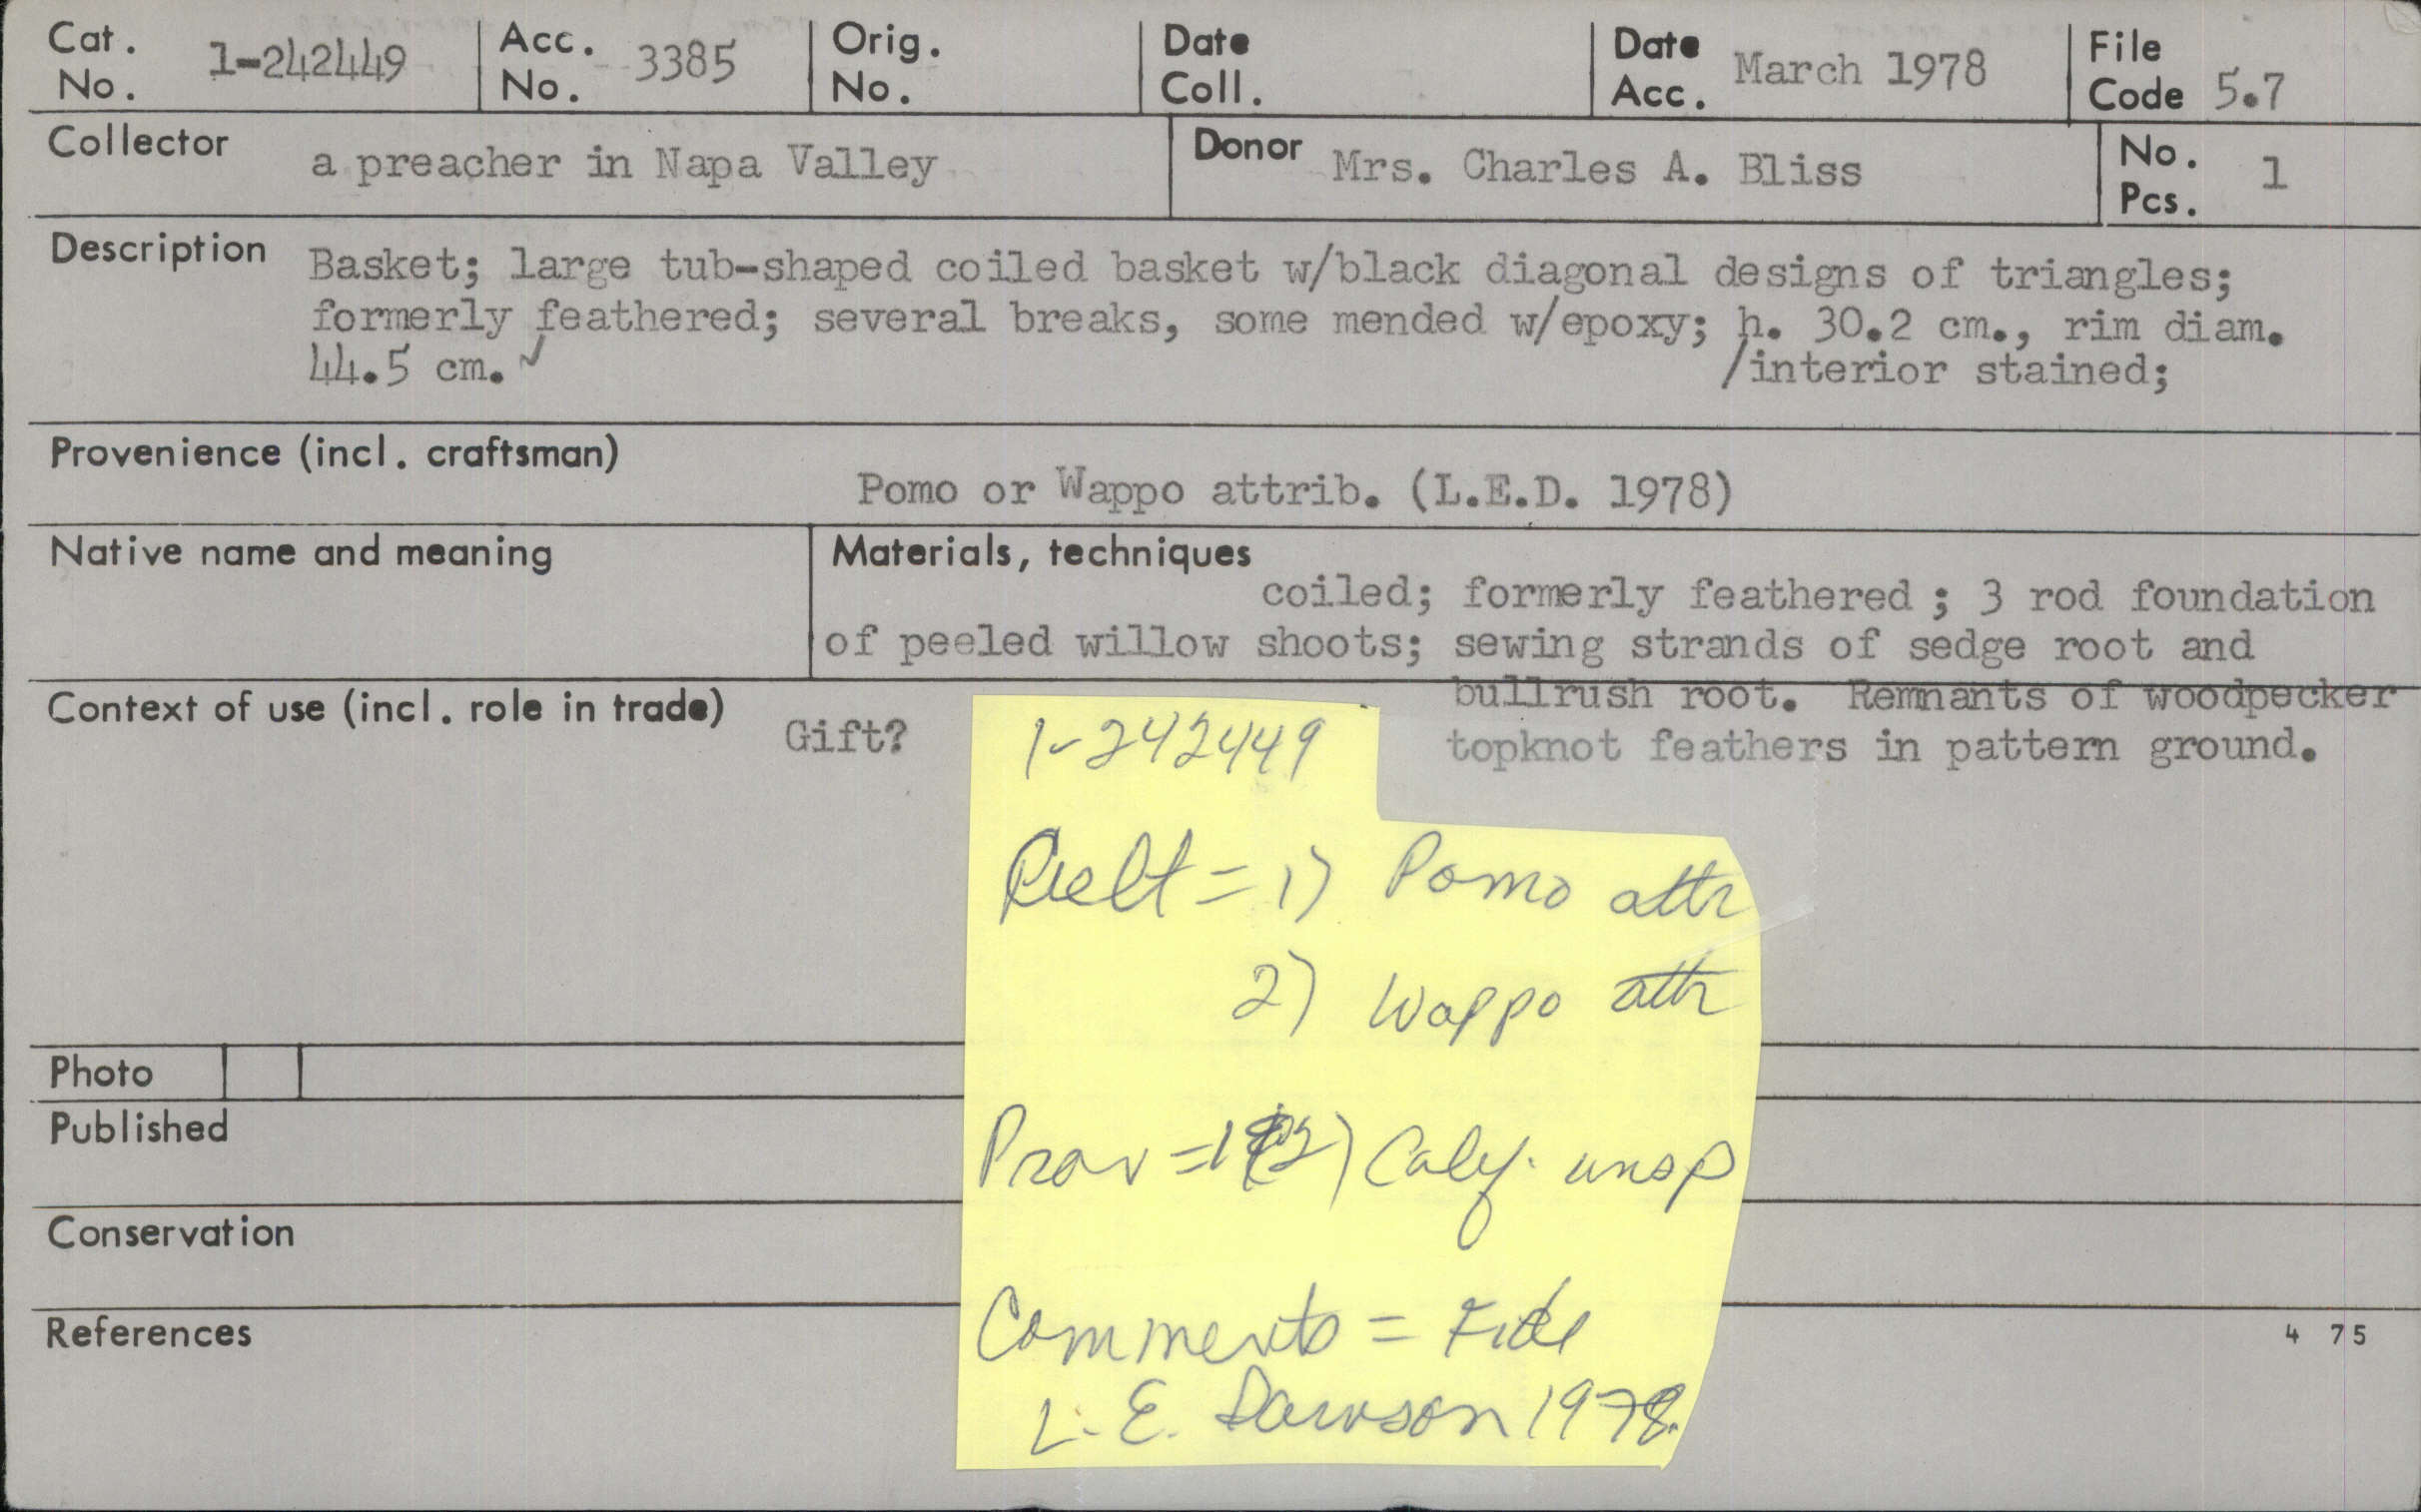 Cat. No. 1-242449
Acc. No. 3385
Orig. No.
Date Coll.
Date Acc. March 1978
File Code 5.7
Collector a preacher in Napa Valley
Donor Mrs. Charles A. Bliss
No. Pcs. 1
Description Basket; large tub-shaped coiled basket w/black diagonal designs of triangles;
formerly feathered; several breaks, some mended w/epoxy; h. 30.2 cm., rim diam.
44.5 cm. ✓ /interior stained;
Provenience (incl. craftsman)
Pomo or Wappo attrib. (L.E.D. 1978)
Native name and meaning
Materials, techniques
coiled; formerly feathered; 3 rod foundation
of peeled willow shoots; sewing strands of sedge root and
bullrush root. Remnants of woodpecker
topknot feathers in pattern ground.
Context of use (incl. role in trade) Gift?
1-242449
Cult = 1) Pomo attr
2) Wappo attr
Prov = 2) Calif. unsp
Comments = Fide
L.E. Dawson 1978.
Photo
Published
Conservation
References
4 75